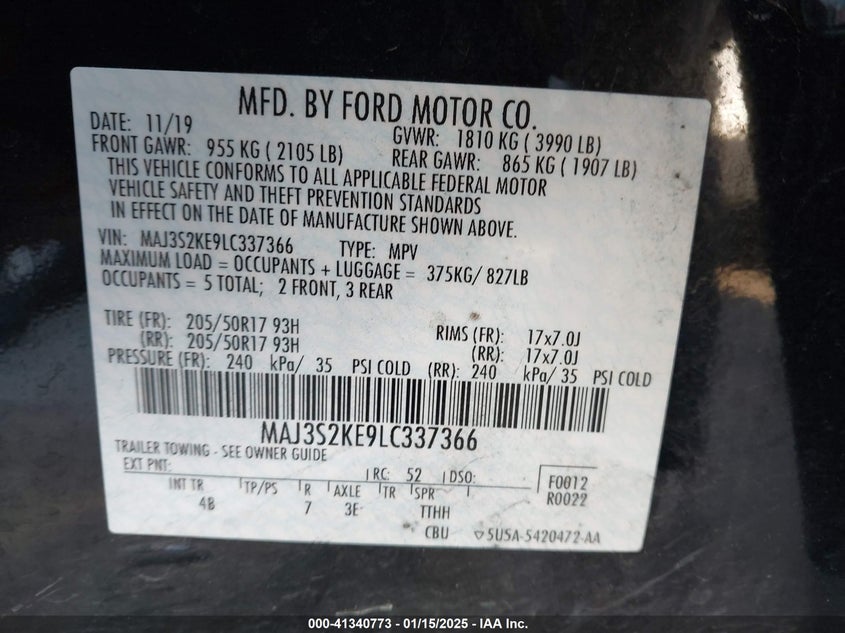 MFD. BY FORD MOTOR CO.
DATE: 11/19 GVWR: 1810 KG ( 3990 LB)
FRONT GAWR: 955 KG ( 2105 LB) REAR GAWR: 865 KG ( 1907 LB)
THIS VEHICLE CONFORMS TO ALL APPLICABLE FEDERAL MOTOR
VEHICLE SAFETY AND THEFT PREVENTION STANDARDS
IN EFFECT ON THE DATE OF MANUFACTURE SHOWN ABOVE.
VIN: MAJ3S2KE9LC337366 TYPE: MPV
MAXIMUM LOAD = OCCUPANTS + LUGGAGE = 375KG/ 827LB
OCCUPANTS = 5 TOTAL; 2 FRONT, 3 REAR
TIRE (FR): 205/50R17 93H RIMS (FR): 17x7.0J
(RR): 205/50R17 93H (RR): 17x7.0J
PRESSURE (FR): 240 kPa/ 35 PSI COLD (RR): 240 kPa/ 35 PSI COLD
MAJ3S2KE9LC337366
TRAILER TOWING - SEE OWNER GUIDE
EXT PNT: RC: 52 DSO: F0012
INT TR TP/PS R AXLE TR SPR R0022
4B 7 3E TTHH
CBU 5U5A-5420472-AA
000-41340773 - 01/15/2025 - IAA Inc.